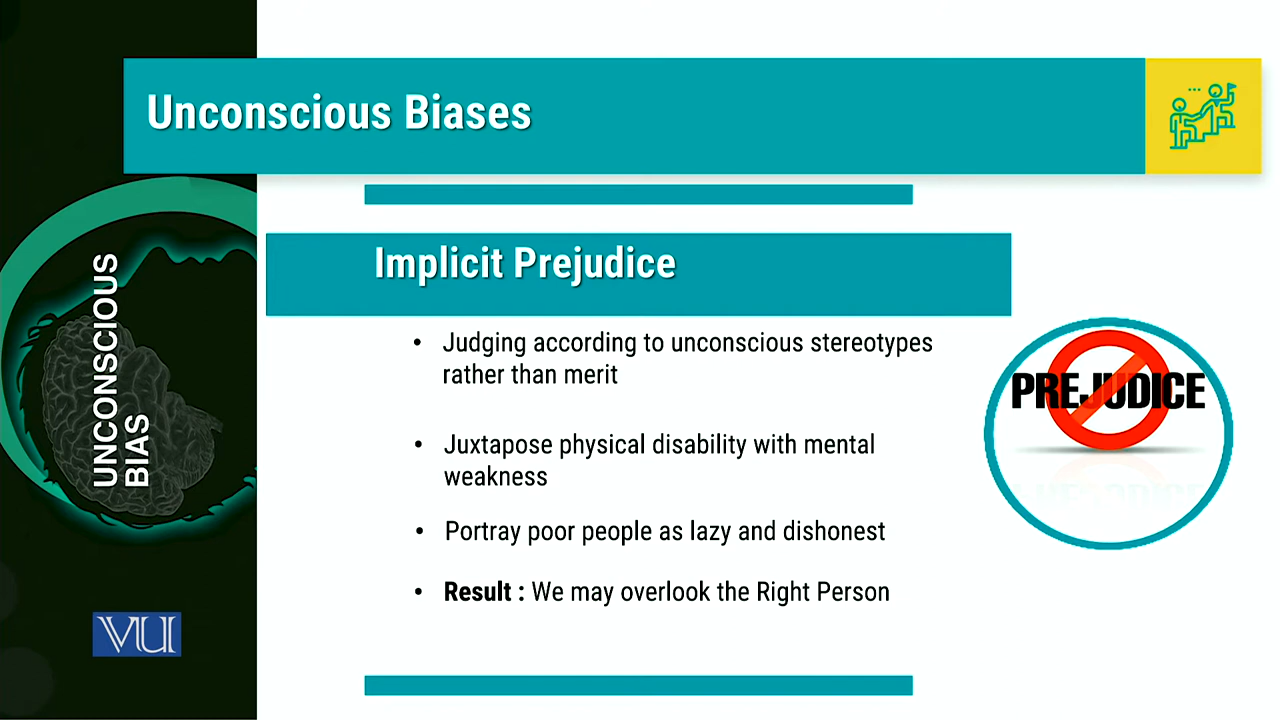 Unconscious Biases
UNCONSCIOUS
BIAS
Implicit Prejudice
• Judging according to unconscious stereotypes
rather than merit
• Juxtapose physical disability with mental
weakness
• Portray poor people as lazy and dishonest
• Result : We may overlook the Right Person
PREJUDICE
VU